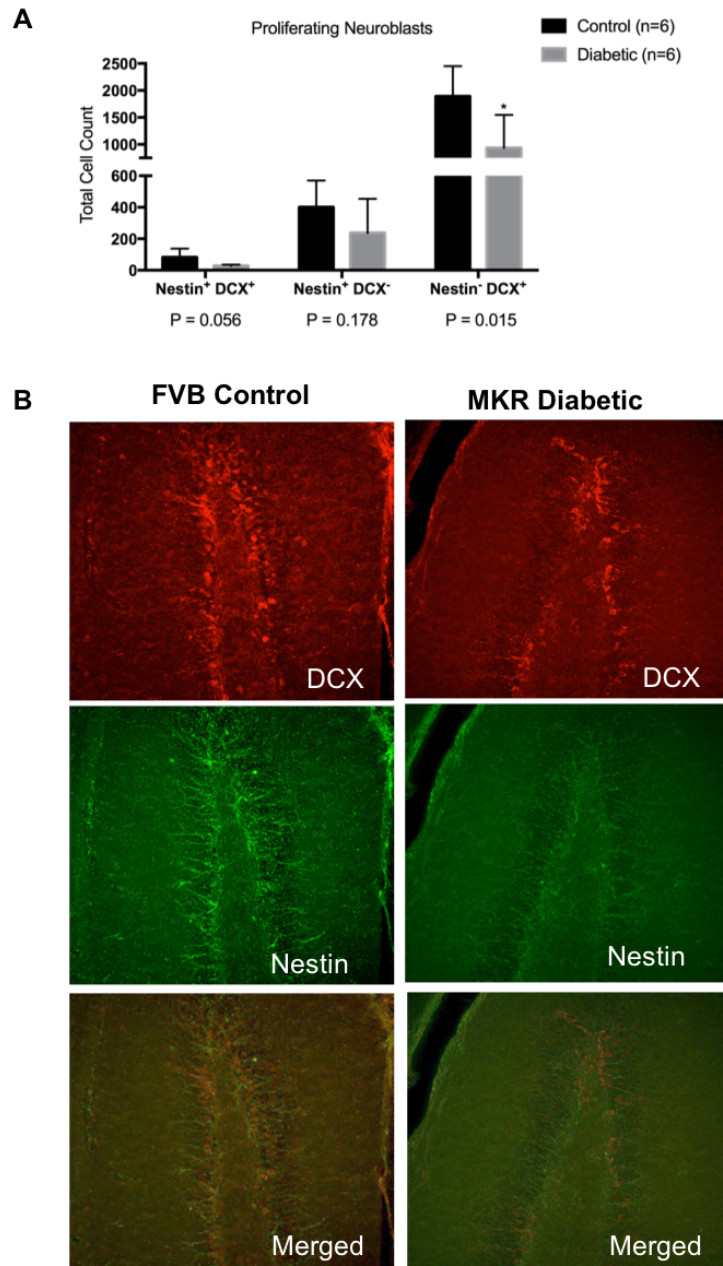 A
Proliferating Neuroblasts
Control (n=6)
Diabetic (n=6)
Total Cell Count
2500
2000
1500
1000
600
400
200
0
*
Nestin⁺ DCX⁺ Nestin⁺ DCX⁻ Nestin⁻ DCX⁺
P = 0.056 P = 0.178 P = 0.015
B
FVB Control MKR Diabetic
DCX DCX
Nestin Nestin
Merged Merged